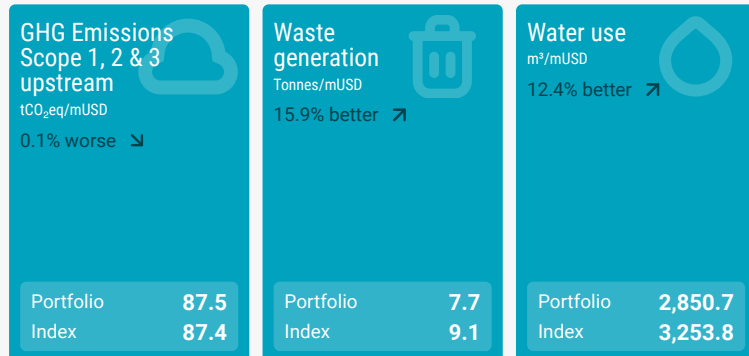 GHG Emissions
Scope 1, 2 & 3
upstream
tCO₂eq/mUSD
0.1% worse
Portfolio 87.5
Index 87.4
Waste
generation
Tonnes/mUSD
15.9% better
Portfolio 7.7
Index 9.1
Water use
m³/mUSD
12.4% better
Portfolio 2,850.7
Index 3,253.8